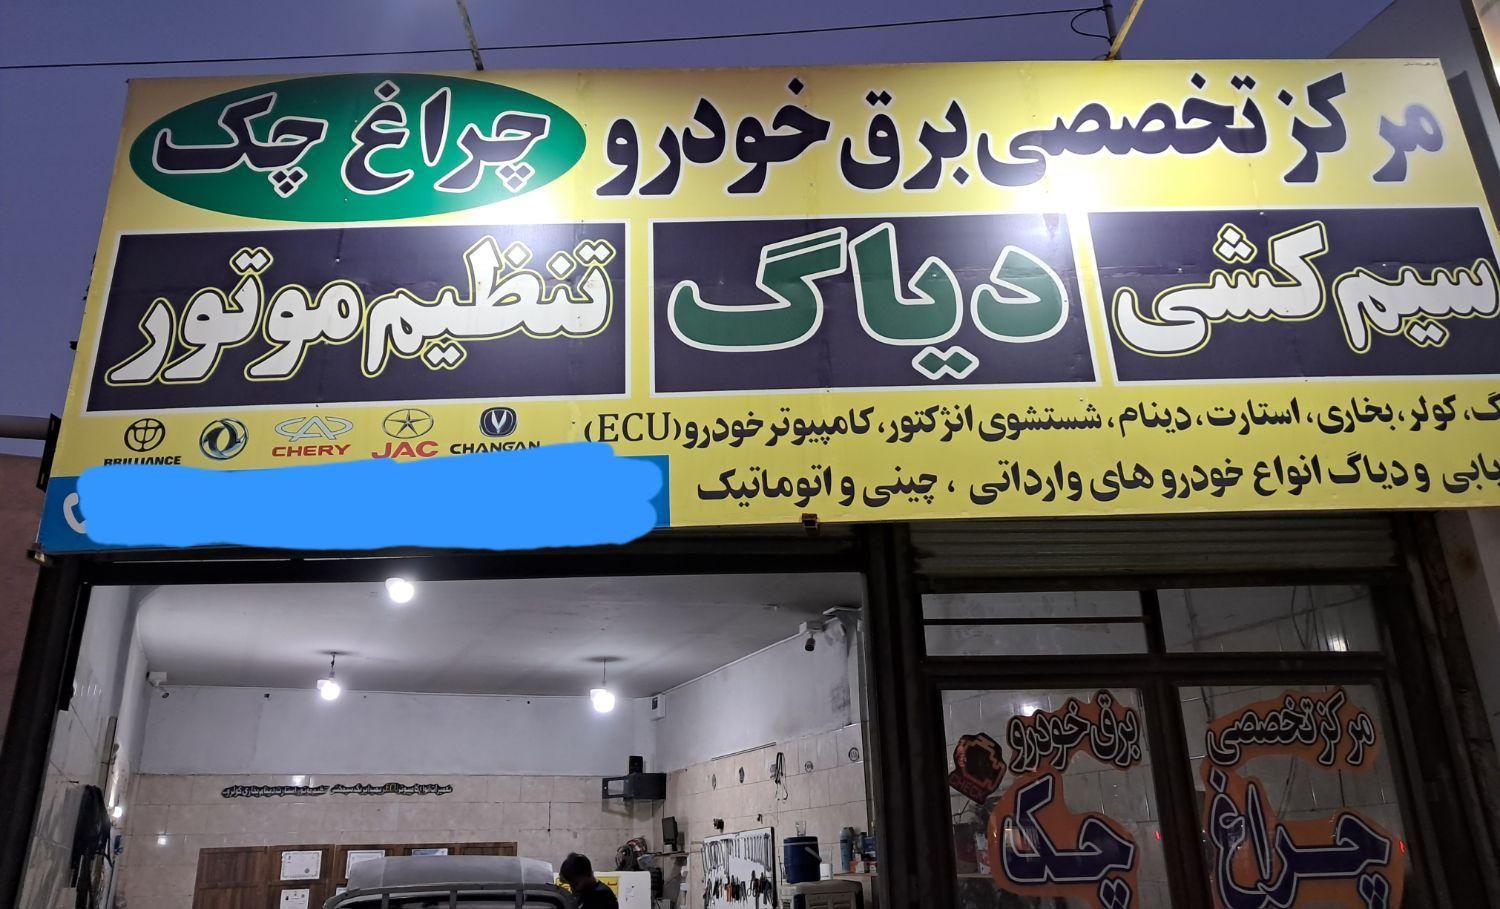 مرکز تخصصی برق خودرو چراغ چک
سیم کشی دیاگ تنظیم موتور
BRILLIANCE CHERY JAC CHANGAN
کولر، بخاری، استارت، دینام، شستشوی انژکتور، کامپیوتر خودرو (ECU)
و دیاگ انواع خودرو های وارداتی ، چینی و اتوماتیک
مرکز تخصصی
برق خودرو
چراغ
چک